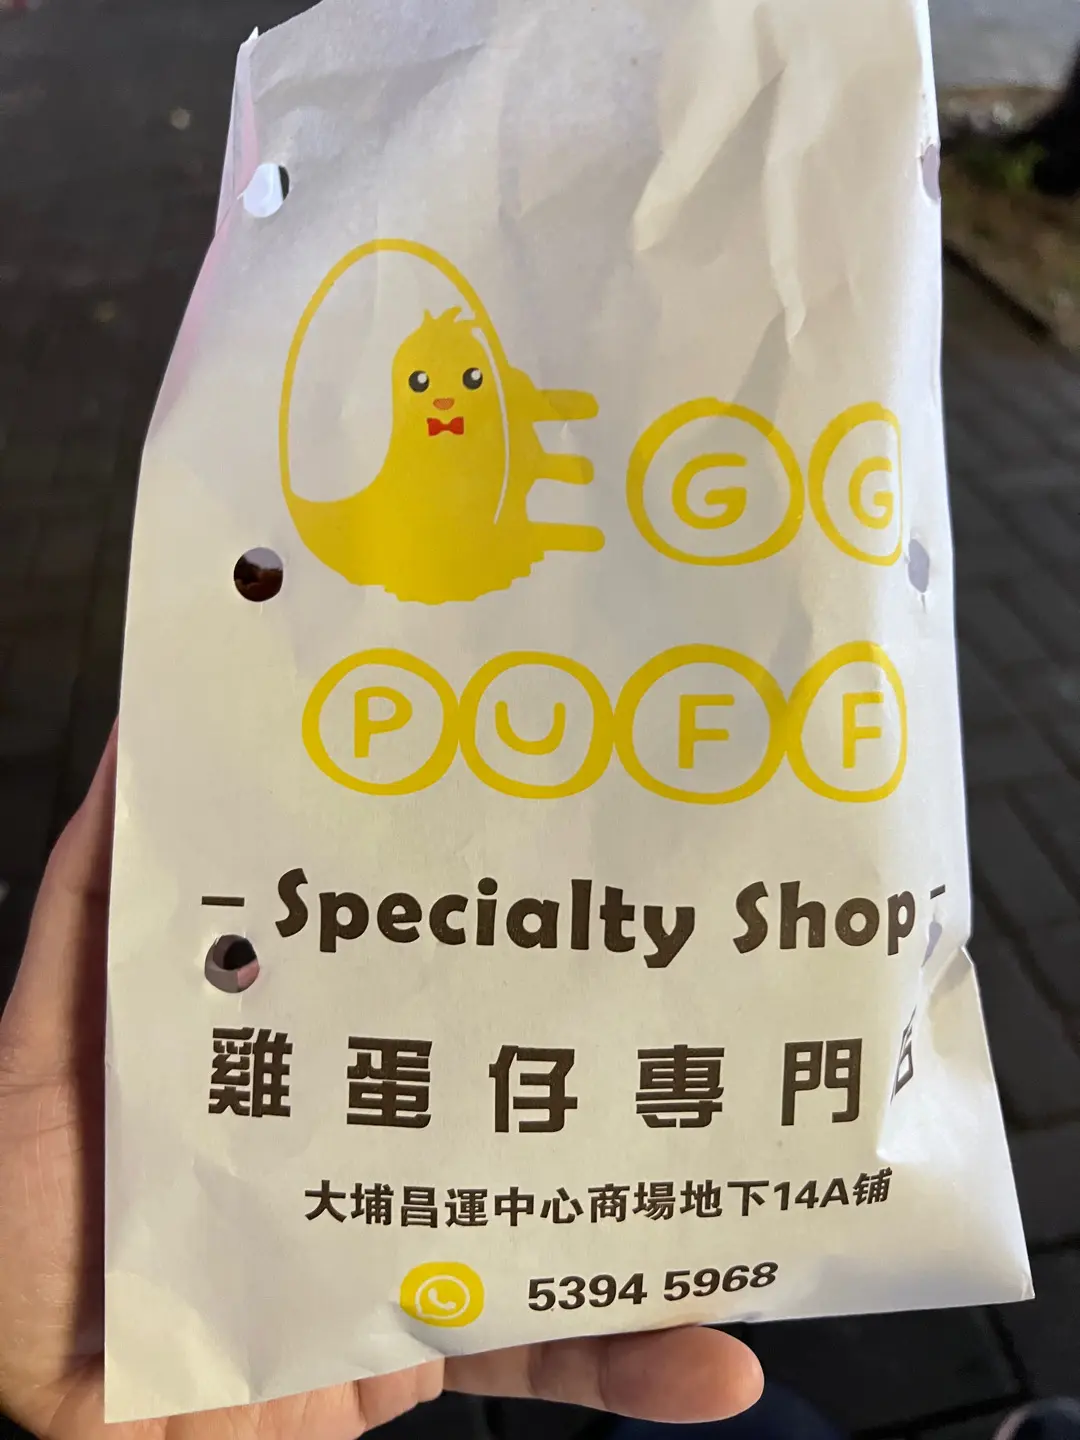 EGG
PUFF
- Specialty Shop -
雞蛋仔專門店
大埔昌運中心商場地下14A铺
5394 5968